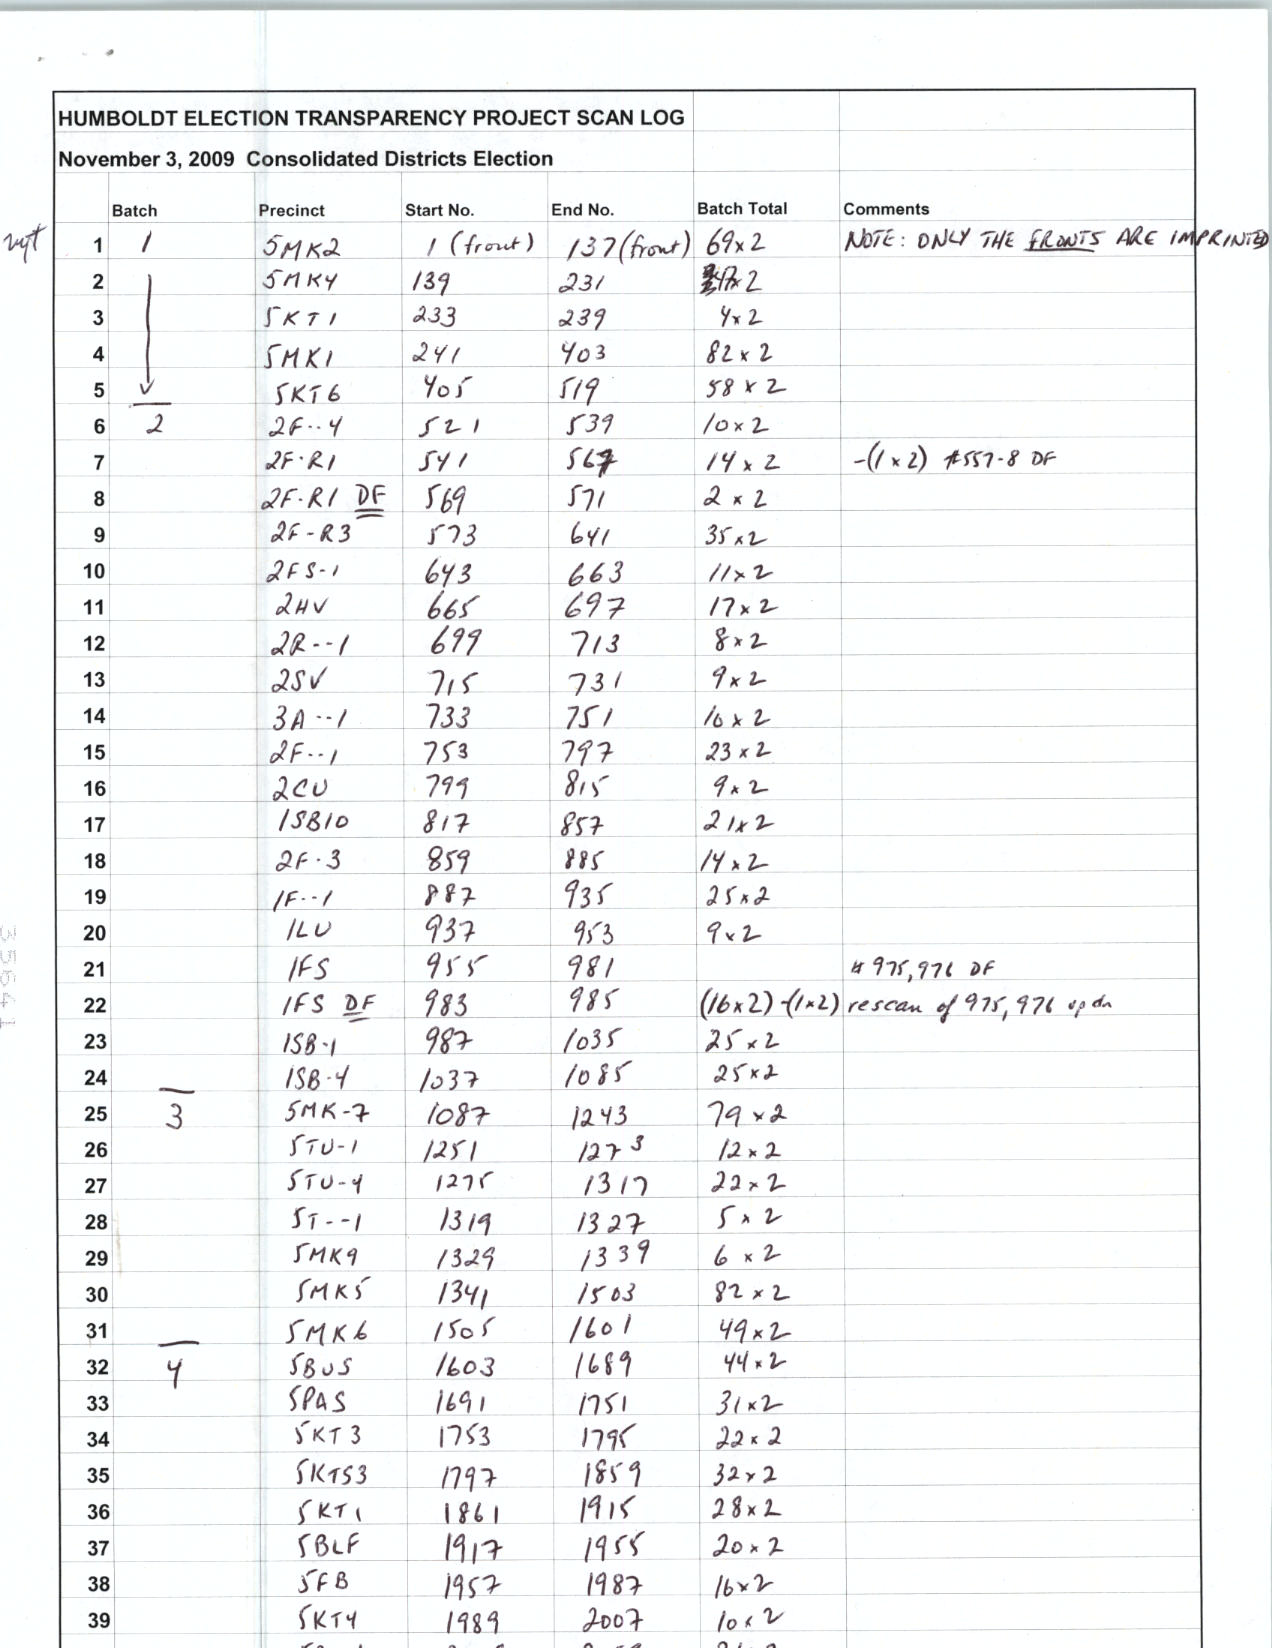 HUMBOLDT ELECTION TRANSPARENCY PROJECT SCAN LOG
November 3, 2009 Consolidated Districts Election
Batch Precinct Start No. End No. Batch Total Comments
1 1 5MK2 1 (front) 137 (front) 69x2 NOTE: ONLY THE FRONTS ARE IMPRINTED
2 5MK4 139 231 47x2
3 5KT1 233 239 4x2
4 5MK1 241 403 82x2
5 5KT6 405 519 58x2
6 2 2F--4 521 539 10x2
7 2F-R1 541 567 14x2 -(1x2) #557-8 DF
8 2F-R1 DF 569 571 2x2
9 2F-R3 573 641 35x2
10 2FS-1 643 663 11x2
11 2HV 665 697 17x2
12 2R--1 699 713 8x2
13 2SV 715 731 9x2
14 3A--1 733 751 10x2
15 2F--1 753 797 23x2
16 2CU 799 815 9x2
17 1SB10 817 857 21x2
18 2F-3 859 885 14x2
19 1F--1 887 935 25x2
20 1LU 937 953 9x2
21 1FS 955 981 #975,976 DF
22 1FS DF 983 985 (16x2)-(1x2) rescan of 975,976 up dn
23 1SB-1 987 1035 25x2
24 1SB-4 1037 1085 25x2
25 3 5MK-7 1087 1243 79x2
26 5TU-1 1251 1273 12x2
27 5TU-4 1275 1317 22x2
28 5T--1 1319 1327 5x2
29 5MK9 1329 1339 6x2
30 5MK5 1341 1503 82x2
31 5MK6 1505 1601 49x2
32 4 5BUS 1603 1689 44x2
33 5PAS 1691 1751 31x2
34 5KT3 1753 1795 22x2
35 5KTS3 1797 1859 32x2
36 5KT1 1861 1915 28x2
37 5BLF 1917 1955 20x2
38 5FB 1957 1987 16x2
39 5KT4 1989 2007 10x2